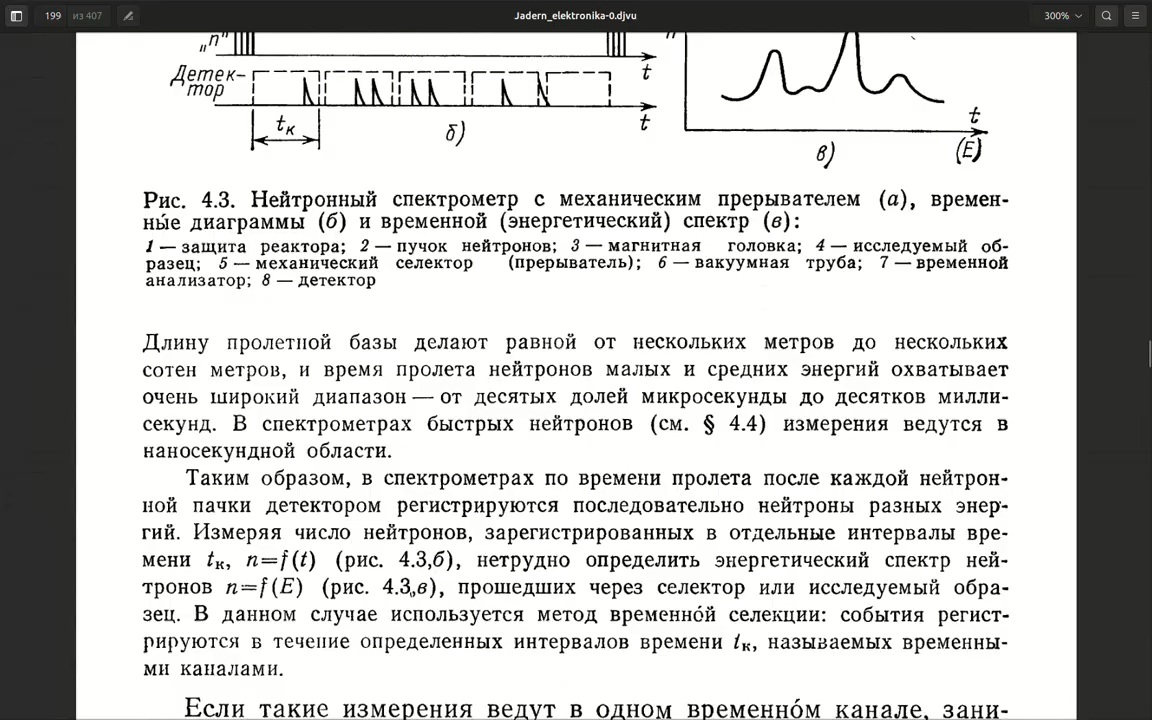 199 из 407
Jadern_elektronika-0.djvu
300%
„n"
t
Детек-
тор
t
tк
б)
n
t
(E)
в)
Рис. 4.3. Нейтронный спектрометр с механическим прерывателем (а), времен-
ные диаграммы (б) и временной (энергетический) спектр (в):
1 — защита реактора; 2 — пучок нейтронов; 3 — магнитная головка; 4 — исследуемый об-
разец; 5 — механический селектор (прерыватель); 6 — вакуумная труба; 7 — временной
анализатор; 8 — детектор
Длину пролетной базы делают равной от нескольких метров до нескольких
сотен метров, и время пролета нейтронов малых и средних энергий охватывает
очень широкий диапазон — от десятых долей микросекунды до десятков милли-
секунд. В спектрометрах быстрых нейтронов (см. § 4.4) измерения ведутся в
наносекундной области.
Таким образом, в спектрометрах по времени пролета после каждой нейтрон-
ной пачки детектором регистрируются последовательно нейтроны разных энер-
гий. Измеряя число нейтронов, зарегистрированных в отдельные интервалы вре-
мени tк, n=f(t) (рис. 4.3,б), нетрудно определить энергетический спектр ней-
тронов n=f(E) (рис. 4.3,в), прошедших через селектор или исследуемый обра-
зец. В данном случае используется метод временно́й селекции: события регист-
рируются в течение определенных интервалов времени tк, называемых временны-
ми каналами.
Если такие измерения ведут в одном временно́м канале, зани-